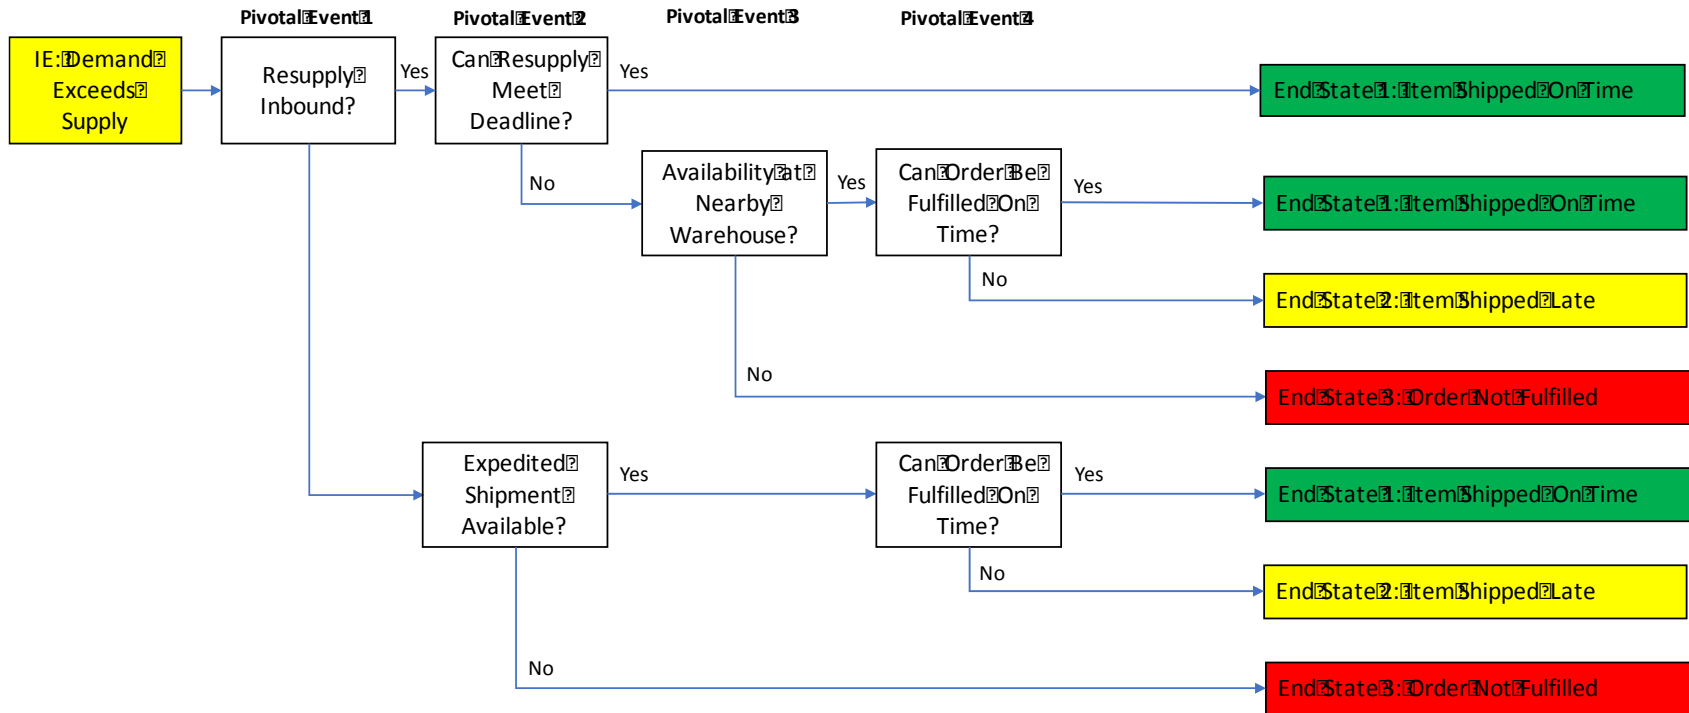 Pivotal Event 1
Pivotal Event 2
Pivotal Event 3
Pivotal Event 4
IE: Demand
Exceeds
Supply
Resupply
Inbound?
Yes
Can Resupply
Meet
Deadline?
Yes
End State 1: Item Shipped On Time
No
Availability at
Nearby
Warehouse?
Yes
Can Order Be
Fulfilled On
Time?
Yes
End State 1: Item Shipped On Time
No
End State 2: Item Shipped Late
No
End State 3: Order Not Fulfilled
Expedited
Shipment
Available?
Yes
Can Order Be
Fulfilled On
Time?
Yes
End State 1: Item Shipped On Time
No
End State 2: Item Shipped Late
No
End State 3: Order Not Fulfilled